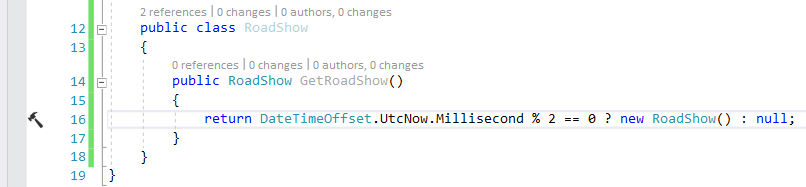 2 references | 0 changes | 0 authors, 0 changes
12 public class RoadShow
13 {
0 references | 0 changes | 0 authors, 0 changes
14 public RoadShow GetRoadShow()
15 {
16 return DateTimeOffset.UtcNow.Millisecond % 2 == 0 ? new RoadShow() : null;
17 }
18 }
19 }